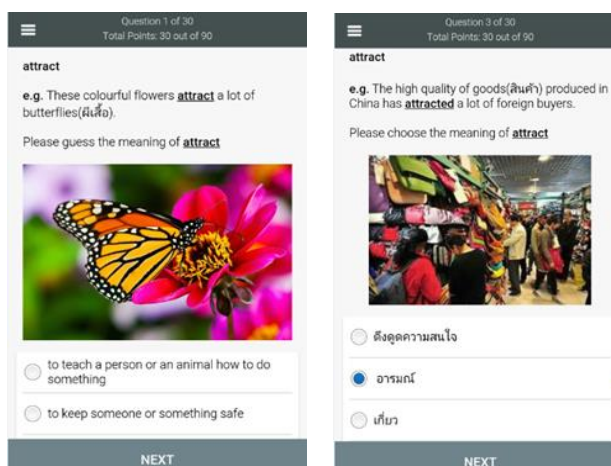 Question 1 of 30
Total Points: 30 out of 90
attract
e.g. These colourful flowers attract a lot of
butterflies(ผีเสื้อ).
Please guess the meaning of attract
to teach a person or an animal how to do
something
to keep someone or something safe
NEXT
Question 3 of 30
Total Points: 30 out of 90
attract
e.g. The high quality of goods(สินค้า) produced in
China has attracted a lot of foreign buyers.
Please choose the meaning of attract
ดึงดูดความสนใจ
อารมณ์
เกี่ยว
NEXT